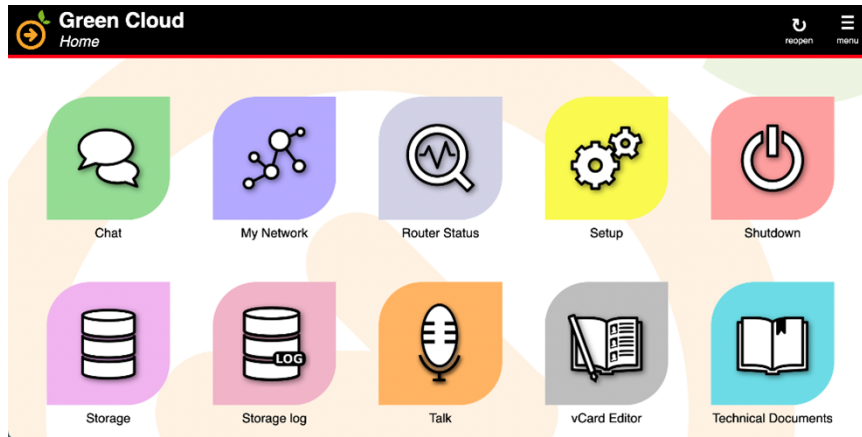 Green Cloud
Home
reopen
menu
Chat
My Network
Router Status
Setup
Shutdown
LOG
Storage
Storage log
Talk
vCard Editor
Technical Documents